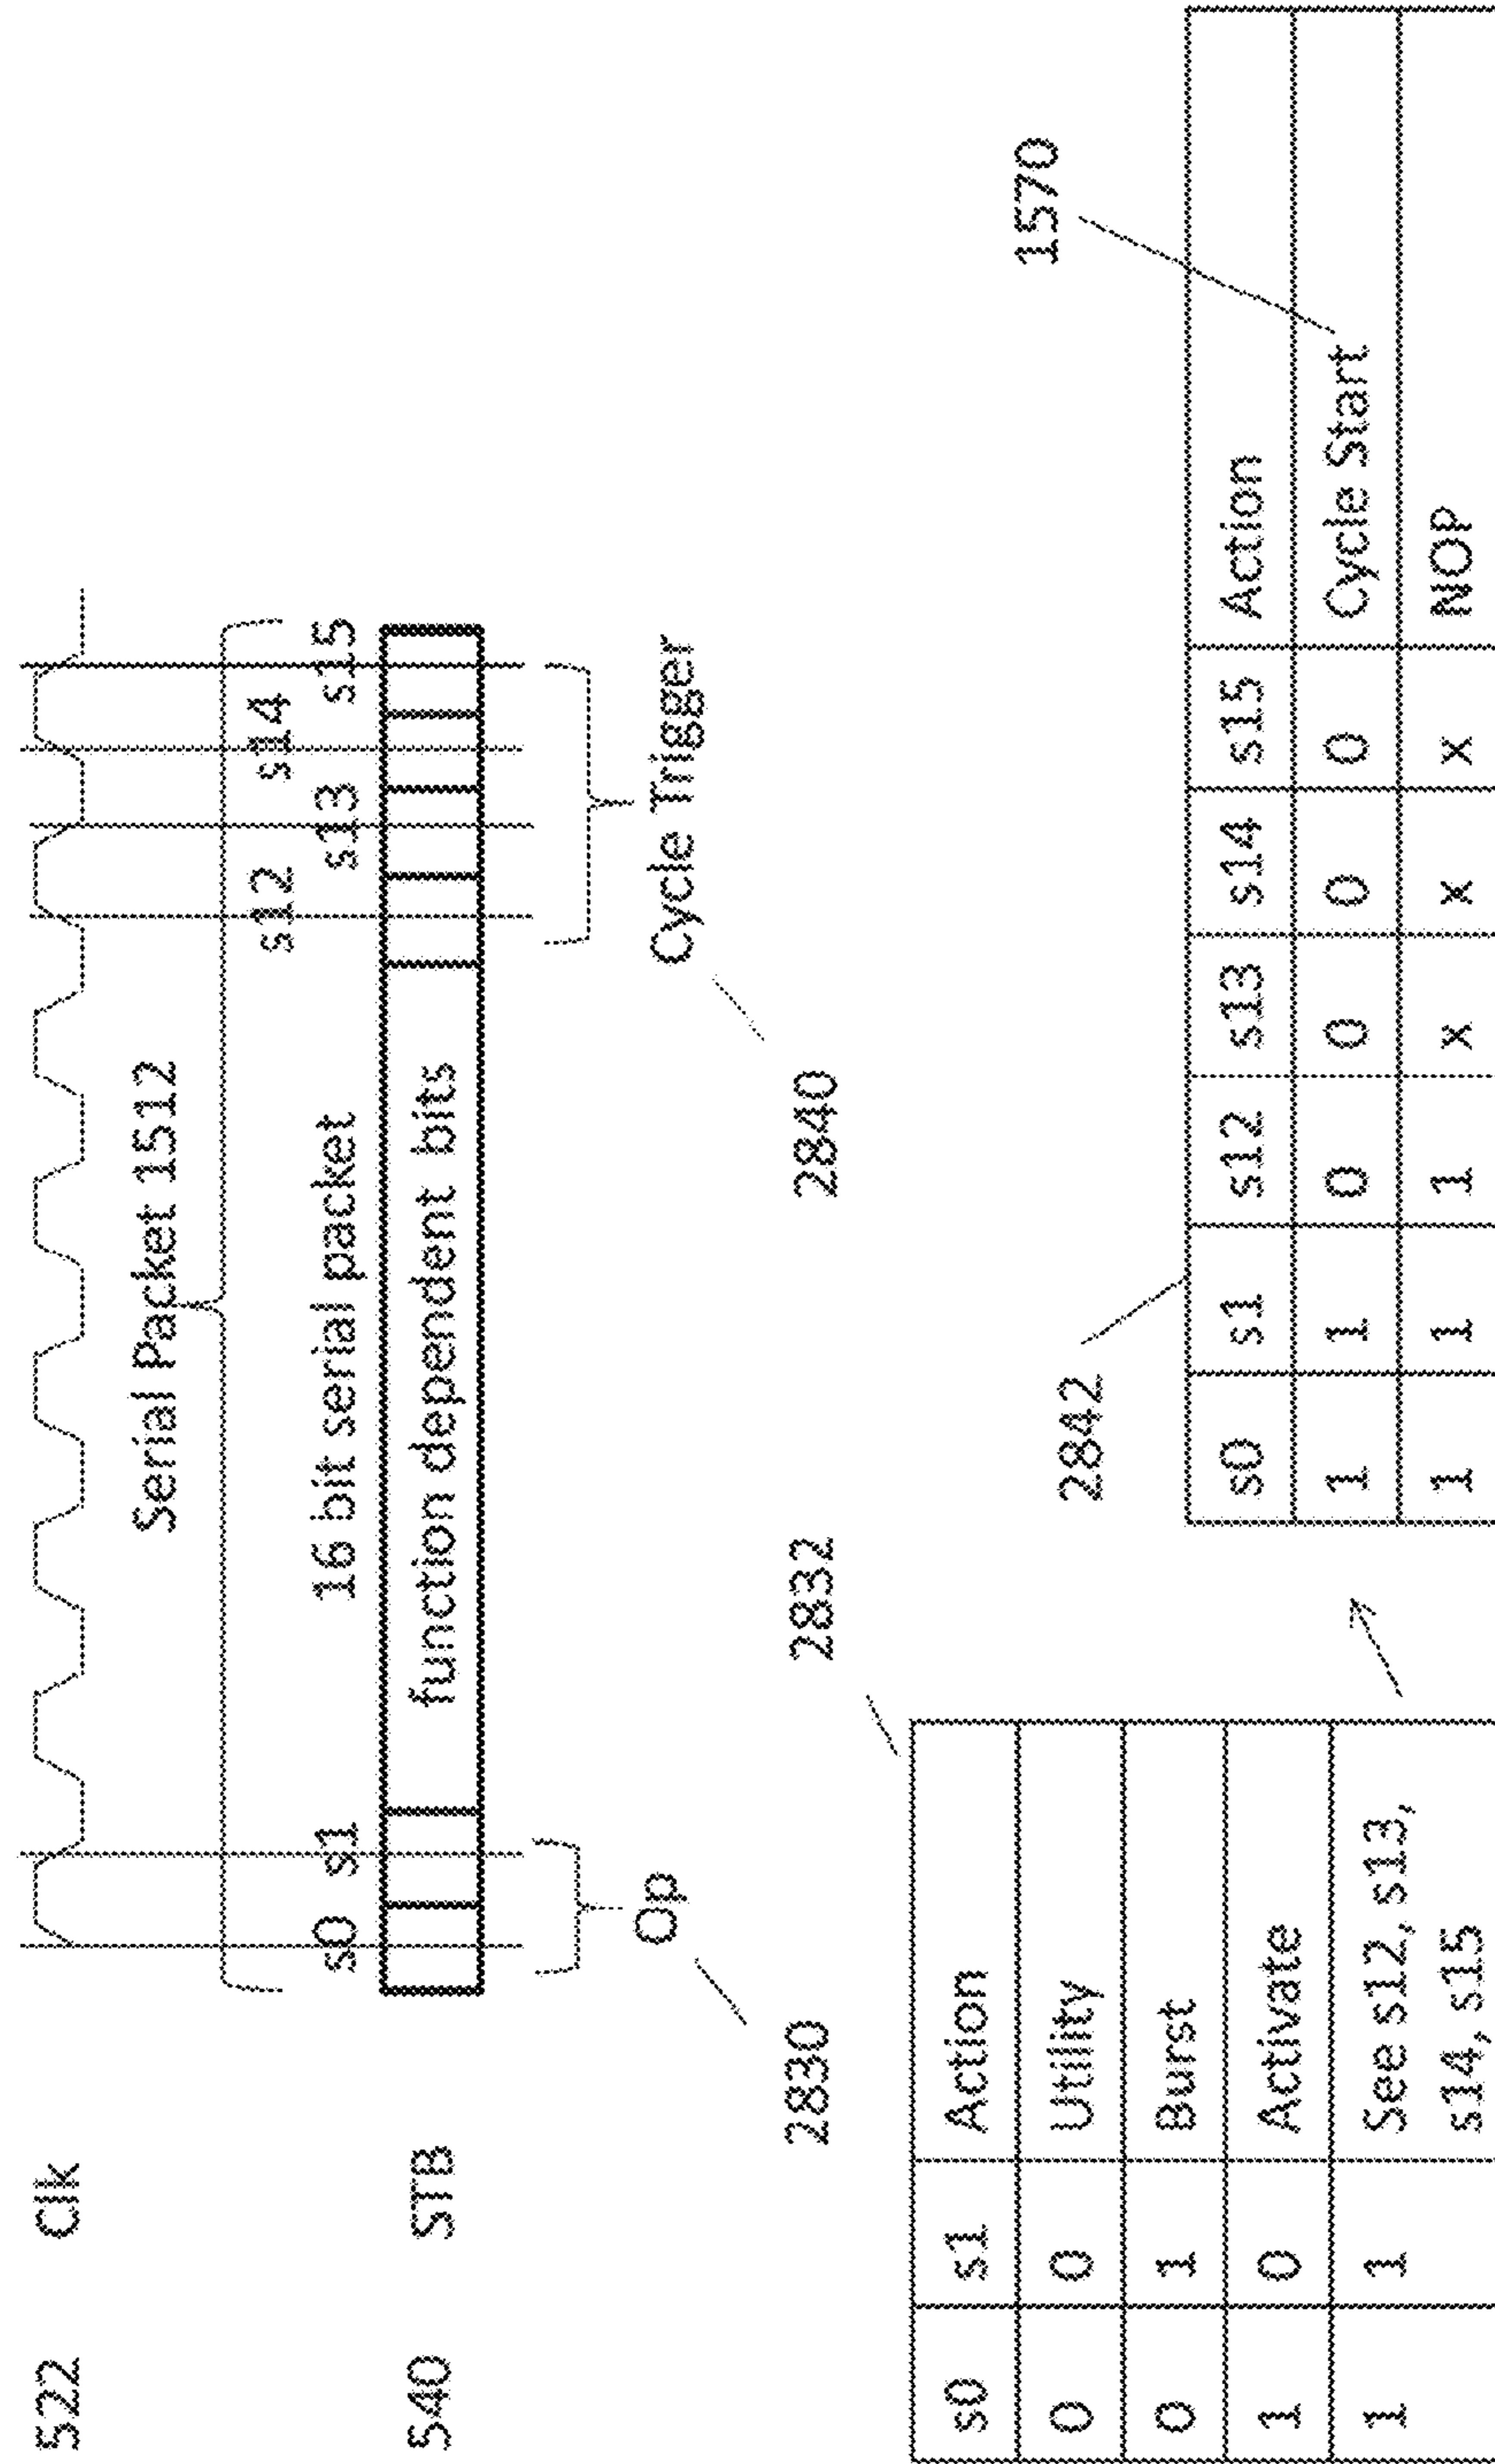 522 Clk
Serial Packet 1512
s12 s14
16 bit serial packet
s0 s1 s13 s15
540 STB function dependent bits
Op Cycle Trigger
2830 2840
2832
1570
2842
s0 s1 Action
0 0 Utility
0 1 Burst
1 0 Activate
1 1 See s12, s13,
s14, s15
s0 s1 s12 s13 s14 s15 Action
1 1 0 0 0 0 Cycle Start
1 1 1 x x x NOP